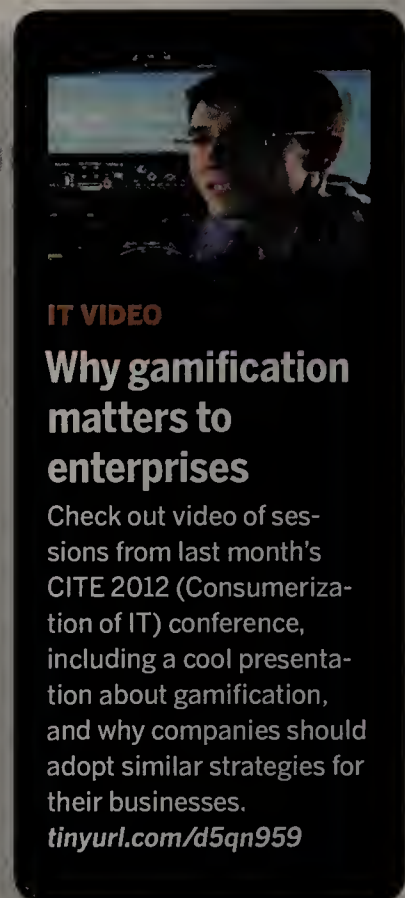 IT VIDEO
Why gamification
matters to
enterprises
Check out video of ses-
sions from last month's
CITE 2012 (Consumeriza-
tion of IT) conference,
including a cool presenta-
tion about gamification,
and why companies should
adopt similar strategies for
their businesses.
tinyurl.com/d5qn959